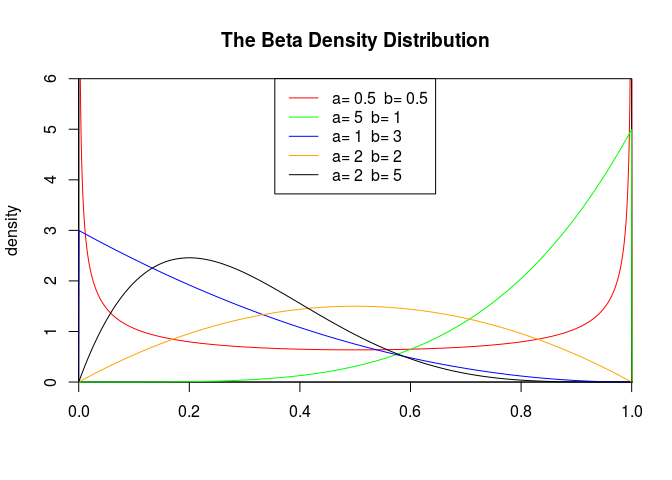 The Beta Density Distribution
a= 0.5 b= 0.5
a= 5 b= 1
a= 1 b= 3
a= 2 b= 2
a= 2 b= 5
density
6
5
4
3
2
1
0
0.0 0.2 0.4 0.6 0.8 1.0